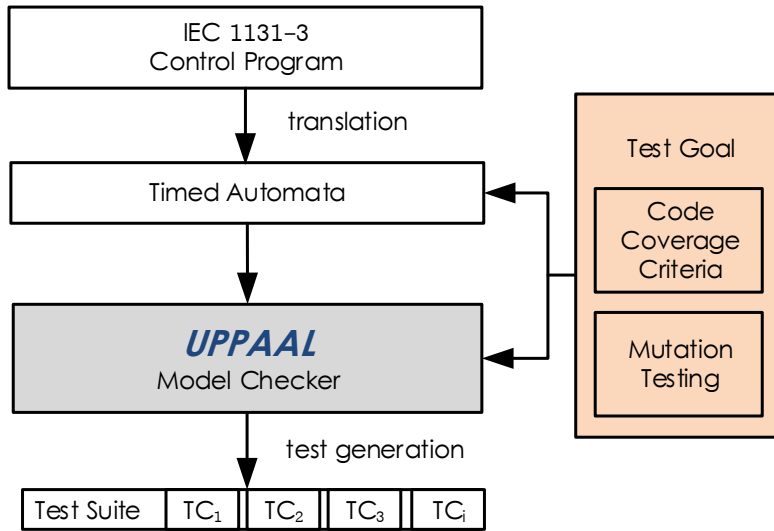 IEC 1131–3
Control Program
translation
Timed Automata
UPPAAL
Model Checker
test generation
Test Suite TC₁ TC₂ TC₃ TCᵢ
Test Goal
Code
Coverage
Criteria
Mutation
Testing